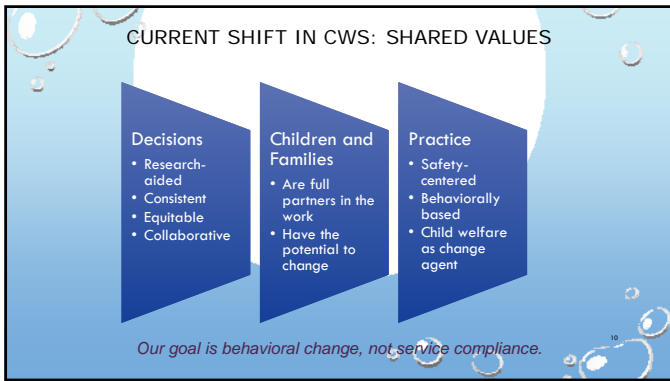 CURRENT SHIFT IN CWS: SHARED VALUES
Decisions
• Research-
aided
• Consistent
• Equitable
• Collaborative
Children and
Families
• Are full
partners in the
work
• Have the
potential to
change
Practice
• Safety-
centered
• Behaviorally
based
• Child welfare
as change
agent
10
Our goal is behavioral change, not service compliance.